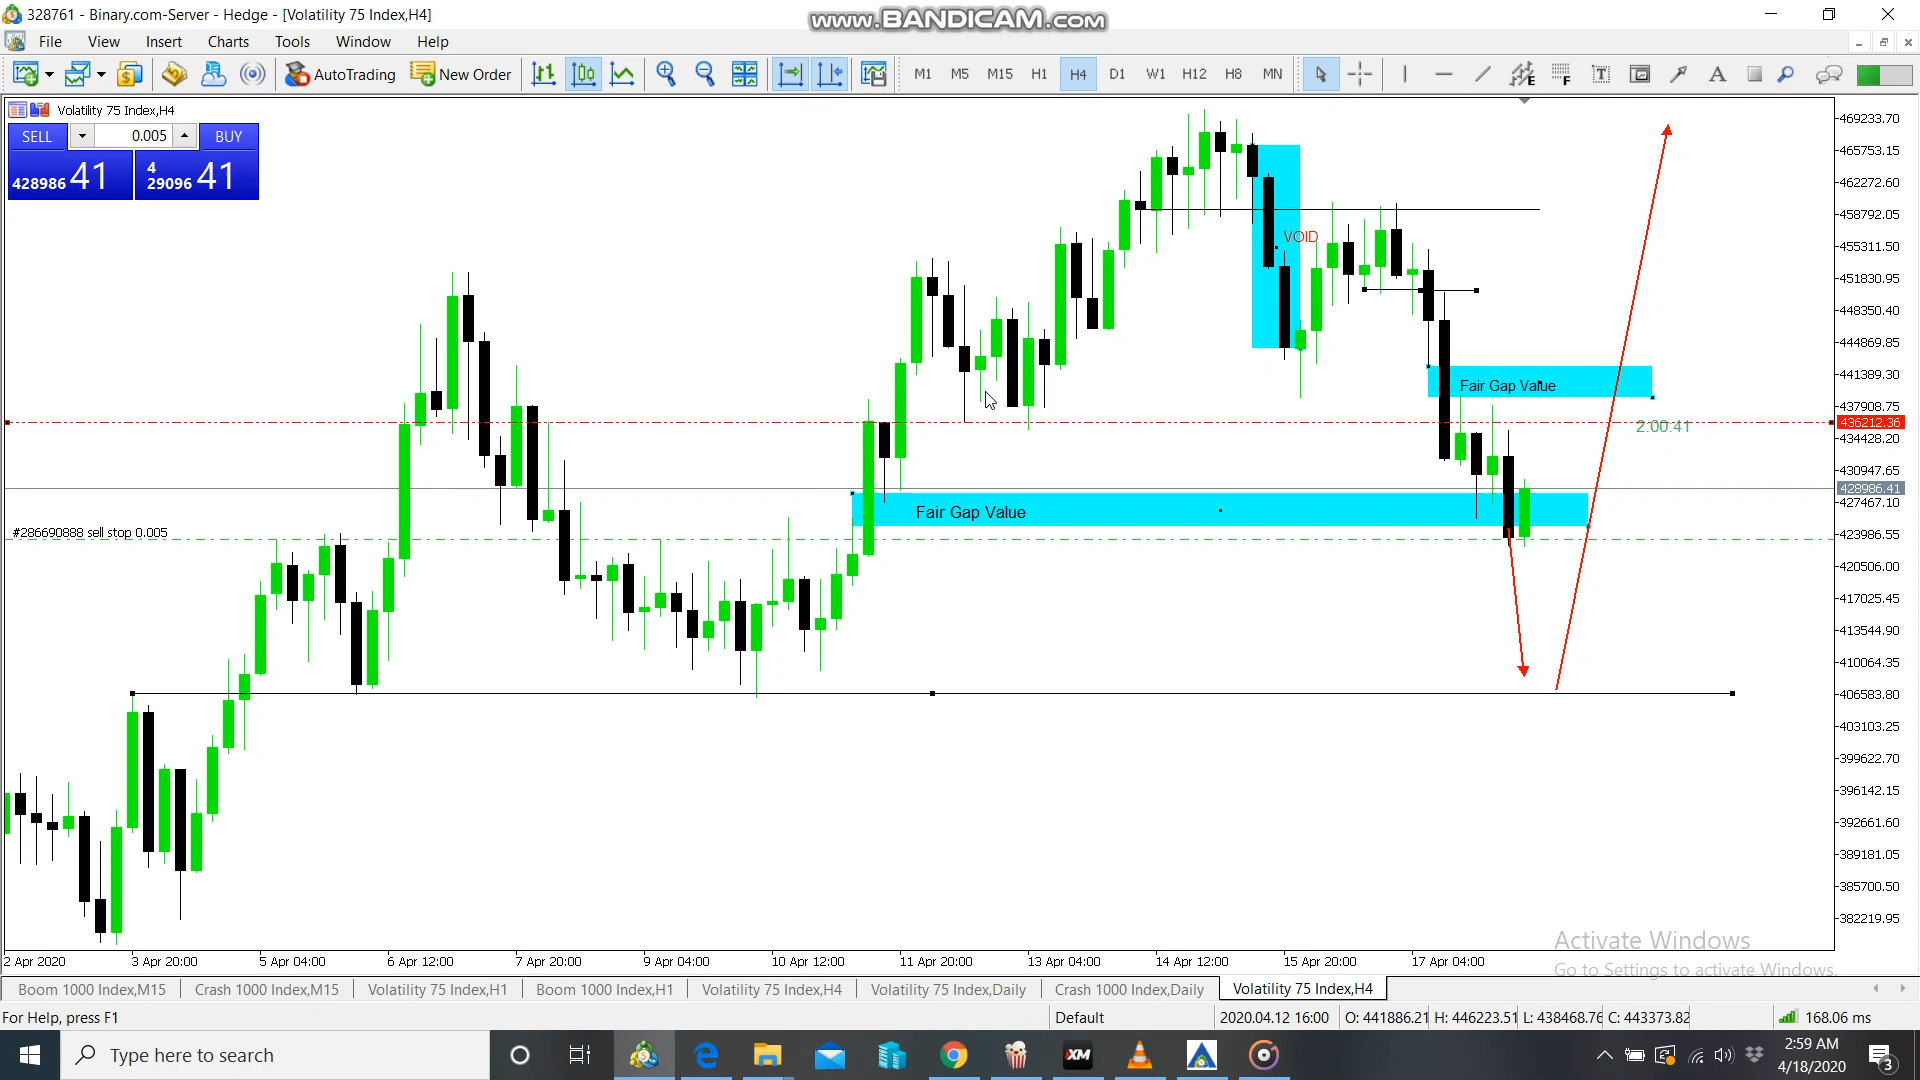 328761 - Binary.com-Server - Hedge - [Volatility 75 Index,H4]
www.BANDICAM.com
File View Insert Charts Tools Window Help
AutoTrading New Order M1 M5 M15 H1 H4 D1 W1 H12 H8 MN
Volatility 75 Index,H4
SELL 0.005 BUY
428986 41 4 29096 41
469233.70
465753.15
462272.60
458792.05
VOID
455311.50
451830.95
448350.40
444869.85
441389.30
Fair Gap Value
437908.75
436212.36
2:00:41
434428.20
430947.65
428986.41
427467.10
Fair Gap Value
#286690888 sell stop 0.005
423986.55
420506.00
417025.45
413544.90
410064.35
406583.80
403103.25
399622.70
396142.15
392661.60
389181.05
385700.50
382219.95
Activate Windows
Go to Settings to activate Windows.
2 Apr 2020 3 Apr 20:00 5 Apr 04:00 6 Apr 12:00 7 Apr 20:00 9 Apr 04:00 10 Apr 12:00 11 Apr 20:00 13 Apr 04:00 14 Apr 12:00 15 Apr 20:00 17 Apr 04:00
Boom 1000 Index,M15 Crash 1000 Index,M15 Volatility 75 Index,H1 Boom 1000 Index,H1 Volatility 75 Index,H4 Volatility 75 Index,Daily Crash 1000 Index,Daily Volatility 75 Index,H4
For Help, press F1 Default 2020.04.12 16:00 O: 441886.21 H: 446223.51 L: 438468.76 C: 443373.82 168.06 ms
Type here to search XM 2:59 AM
4/18/2020 3